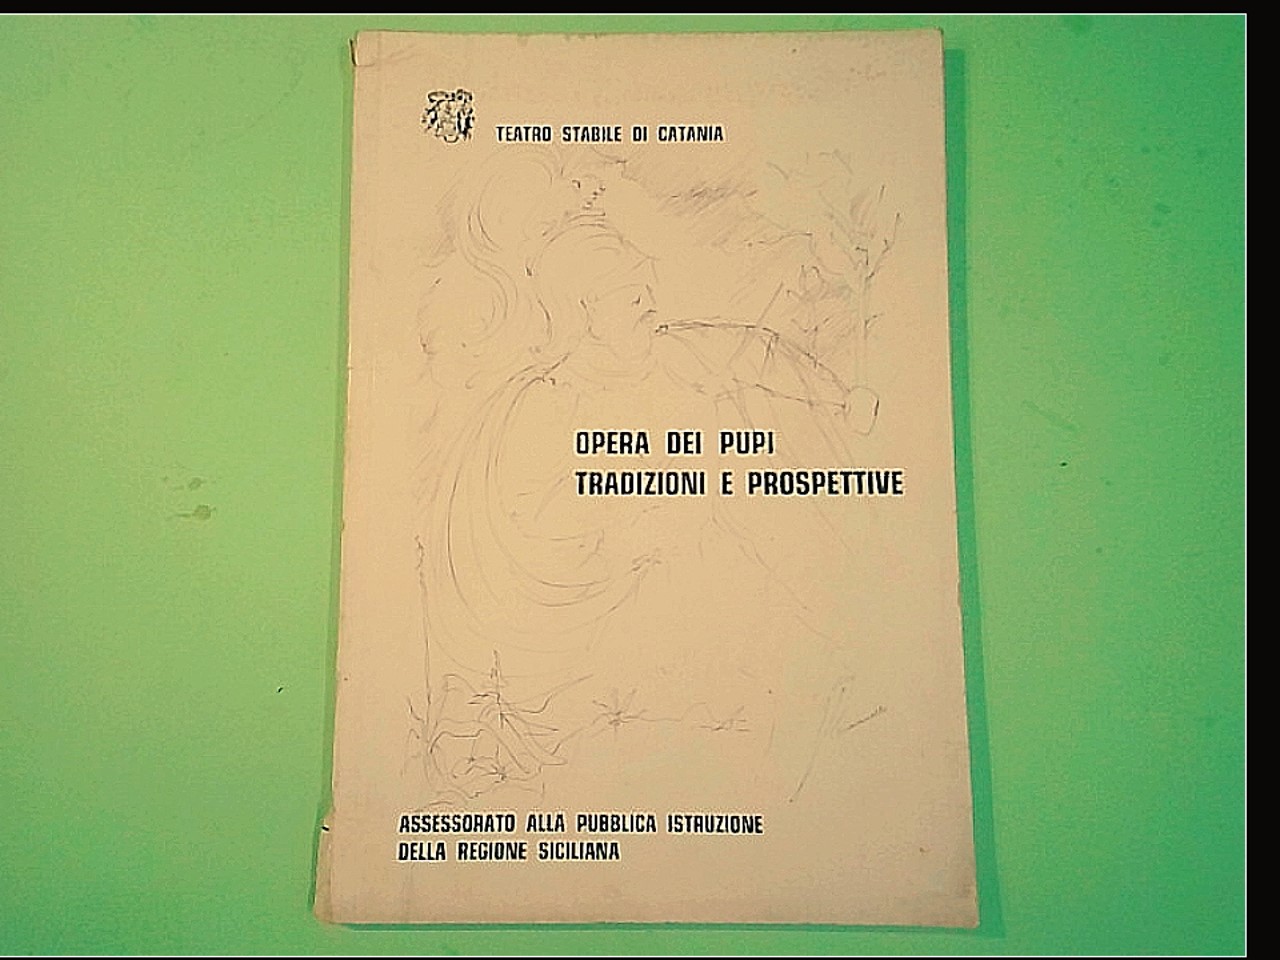 TEATRO STABILE DI CATANIA
OPERA DEI PUPI
TRADIZIONI E PROSPETTIVE
ASSESSORATO ALLA PUBBLICA ISTRUZIONE
DELLA REGIONE SICILIANA